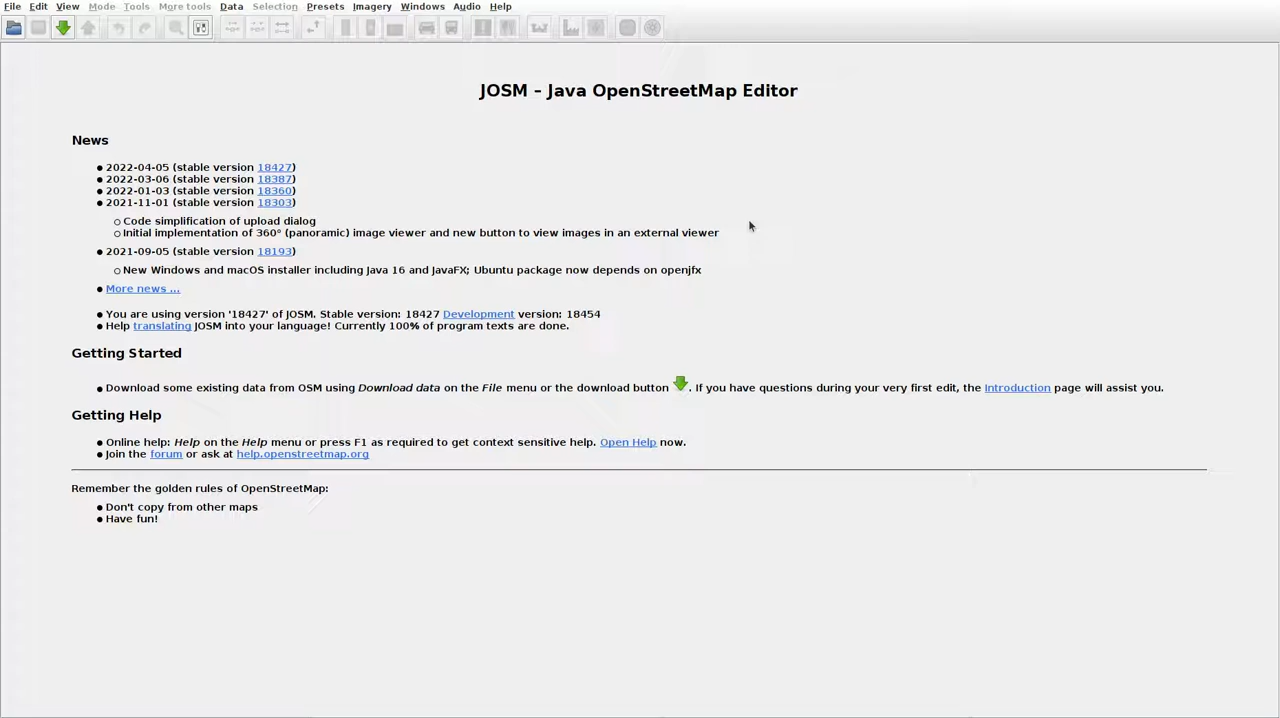 File Edit View Mode Tools More tools Data Selection Presets Imagery Windows Audio Help
JOSM – Java OpenStreetMap Editor
News
● 2022-04-05 (stable version 18427)
● 2022-03-06 (stable version 18387)
● 2022-01-03 (stable version 18360)
● 2021-11-01 (stable version 18303)
○ Code simplification of upload dialog
○ Initial implementation of 360° (panoramic) image viewer and new button to view images in an external viewer
● 2021-09-05 (stable version 18193)
○ New Windows and macOS installer including Java 16 and JavaFX; Ubuntu package now depends on openjfx
● More news ...
● You are using version '18427' of JOSM. Stable version: 18427 Development version: 18454
● Help translating JOSM into your language! Currently 100% of program texts are done.
Getting Started
● Download some existing data from OSM using Download data on the File menu or the download button . If you have questions during your very first edit, the Introduction page will assist you.
Getting Help
● Online help: Help on the Help menu or press F1 as required to get context sensitive help. Open Help now.
● Join the forum or ask at help.openstreetmap.org
Remember the golden rules of OpenStreetMap:
● Don't copy from other maps
● Have fun!